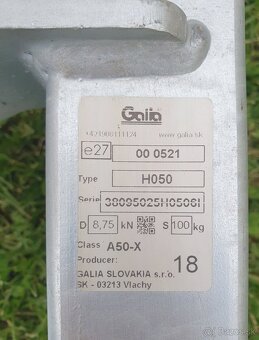 Galia
+421908111124 www.galia.sk
e27 00 0521
Type H050
Serie 38095025H0506I
D 8,75 kN S 100 kg
Class A50-X
Producer: 18
GALIA SLOVAKIA s.r.o.
SK - 03213 Vlachy